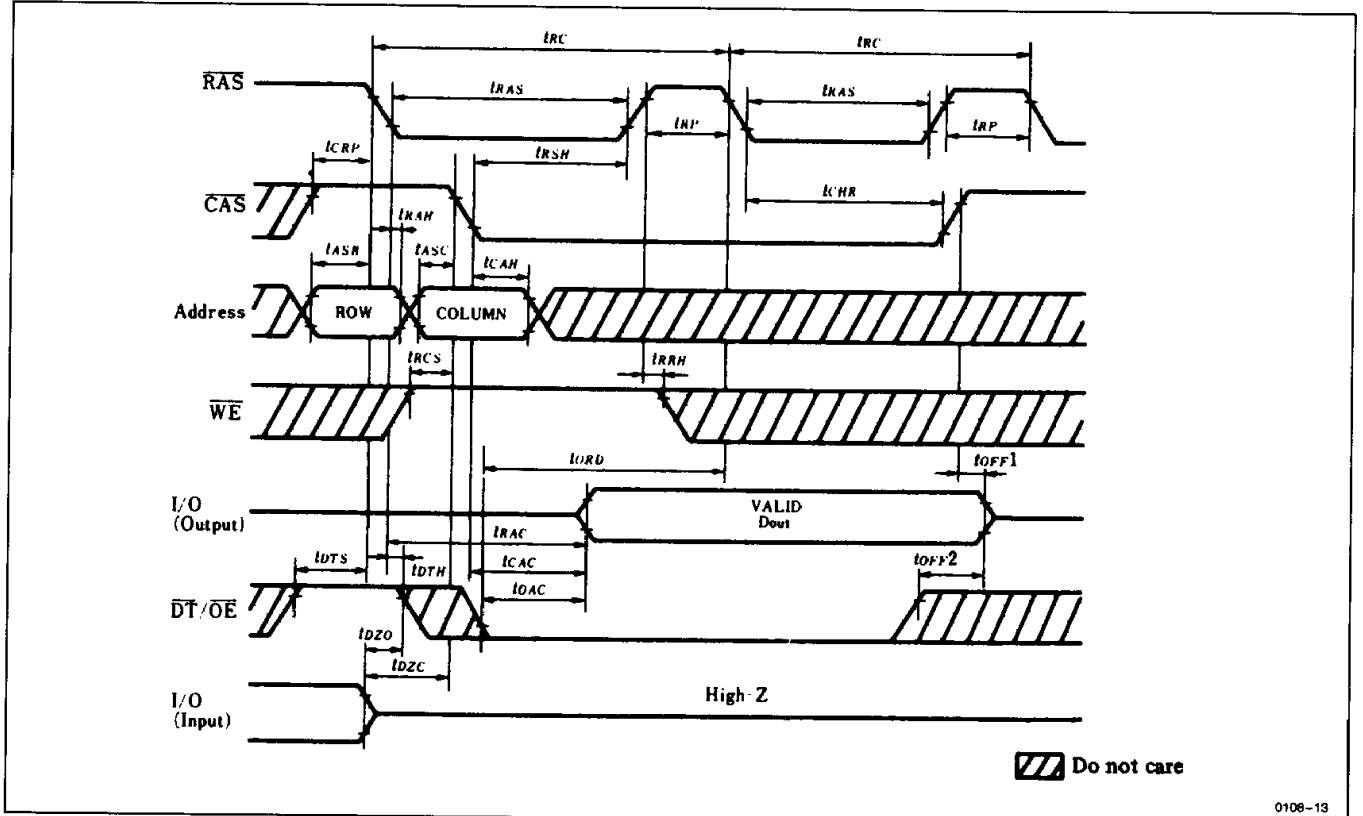 tRC tRC
RAS
tRAS tRAS
tRP tRP
tCRP tRSH
CAS
tRAH tCHR
tASR tASC tCAH
Address ROW COLUMN
tRCS tRRH
WE
tORD tOFF1
I/O
(Output)
VALID
Dout
tRAC
tDTS tDTH tCAC tOFF2
tOAC
DT/OE
tDZO
tDZC
I/O
(Input)
High-Z
Do not care
0108-13